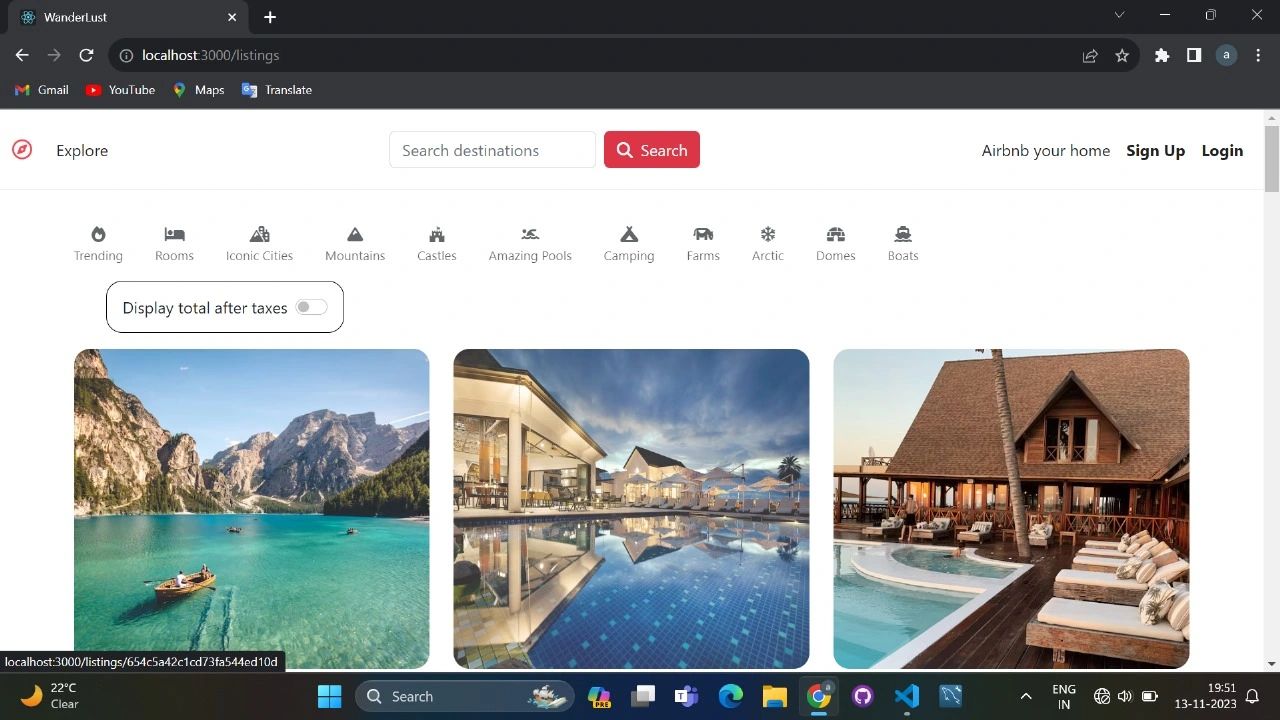 WanderLust
localhost:3000/listings
a
Gmail YouTube Maps Translate
Explore Search destinations Search Airbnb your home Sign Up Login
Trending Rooms Iconic Cities Mountains Castles Amazing Pools Camping Farms Arctic Domes Boats
Display total after taxes
localhost:3000/listings/654c5a42c1cd73fa544ed10d
22°C
Clear
Search
PRE
a
ENG
IN
19:51
13-11-2023